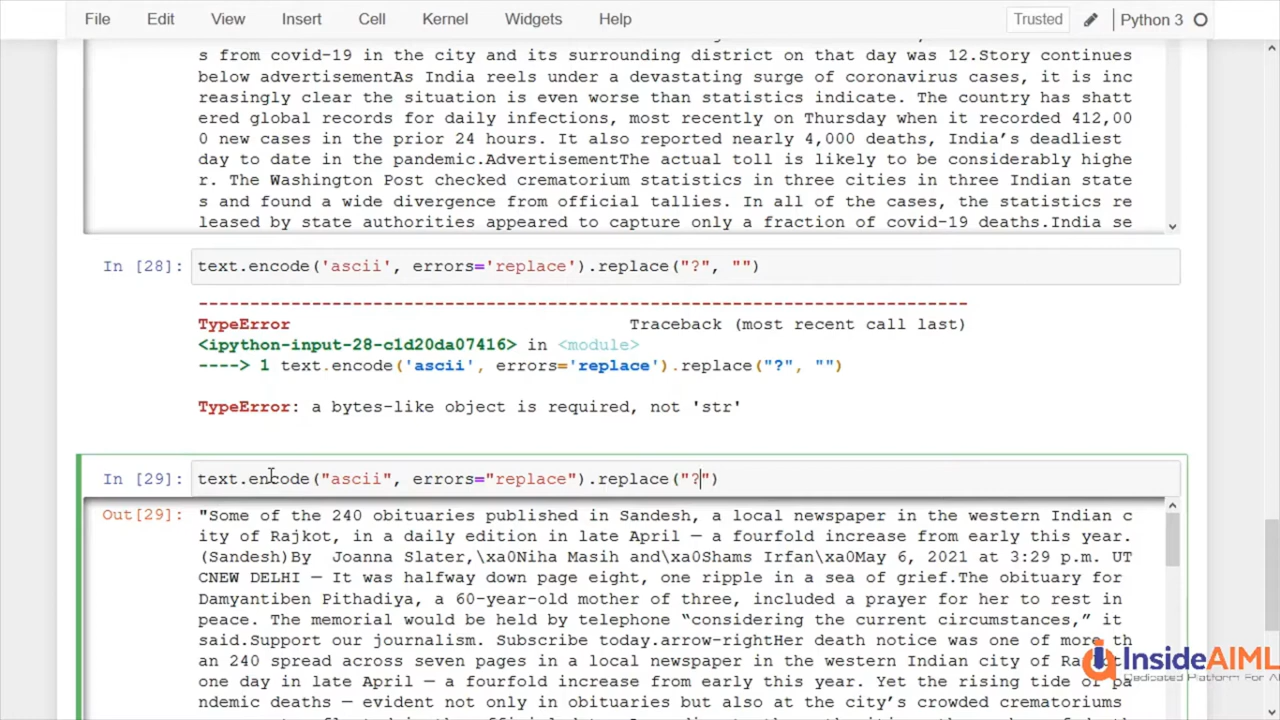 File Edit View Insert Cell Kernel Widgets Help Trusted Python 3
s from covid-19 in the city and its surrounding district on that day was 12.Story continues
below advertisementAs India reels under a devastating surge of coronavirus cases, it is inc
reasingly clear the situation is even worse than statistics indicate. The country has shatt
ered global records for daily infections, most recently on Thursday when it recorded 412,00
0 new cases in the prior 24 hours. It also reported nearly 4,000 deaths, India’s deadliest
day to date in the pandemic.AdvertisementThe actual toll is likely to be considerably highe
r. The Washington Post checked crematorium statistics in three cities in three Indian state
s and found a wide divergence from official tallies. In all of the cases, the statistics re
leased by state authorities appeared to capture only a fraction of covid-19 deaths.India se
In [28]: text.encode('ascii', errors='replace').replace("?", "")
---------------------------------------------------------------------------
TypeError Traceback (most recent call last)
<ipython-input-28-c1d20da07416> in <module>
----> 1 text.encode('ascii', errors='replace').replace("?", "")
TypeError: a bytes-like object is required, not 'str'
In [29]: text.encode("ascii", errors="replace").replace("?")
Out[29]: "Some of the 240 obituaries published in Sandesh, a local newspaper in the western Indian c
ity of Rajkot, in a daily edition in late April — a fourfold increase from early this year.
(Sandesh)By  Joanna Slater,\xa0Niha Masih and\xa0Shams Irfan\xa0May 6, 2021 at 3:29 p.m. UT
CNEW DELHI — It was halfway down page eight, one ripple in a sea of grief.The obituary for
Damyantiben Pithadiya, a 60-year-old mother of three, included a prayer for her to rest in
peace. The memorial would be held by telephone “considering the current circumstances,” it
said.Support our journalism. Subscribe today.arrow-rightHer death notice was one of more th
an 240 spread across seven pages in a local newspaper in the western Indian city of
one day in late April — a fourfold increase from early this year. Yet the rising tide of pa
ndemic deaths — evident not only in obituaries but also at the city’s crowded crematoriums
InsideAIML
Dedicated Platform For AI